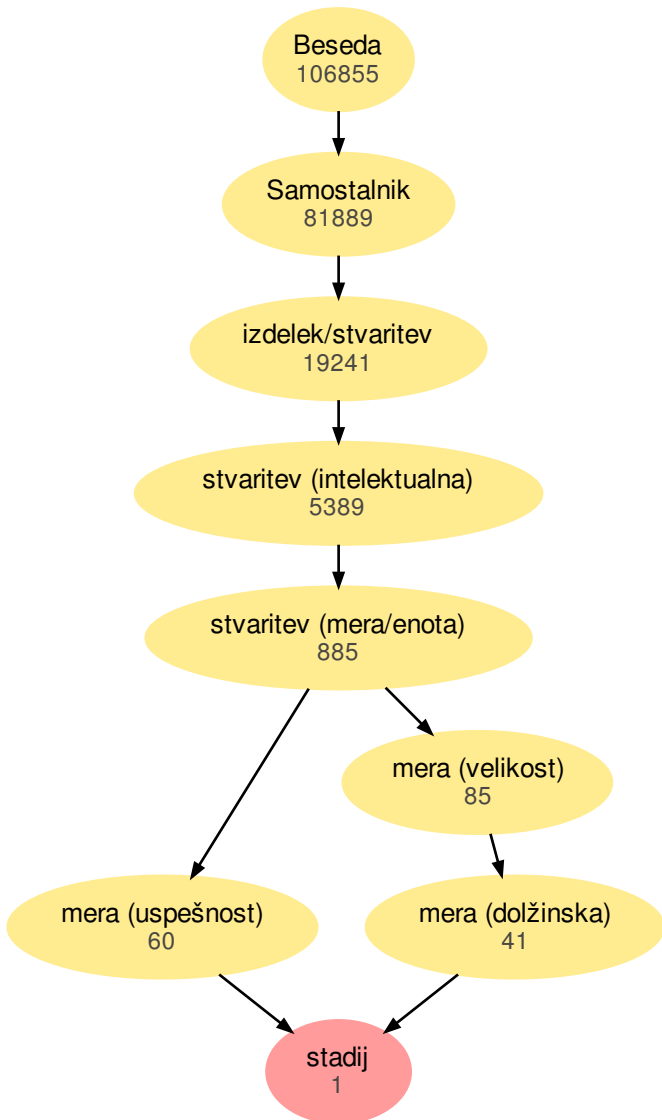 Beseda
106855
Samostalnik
81889
izdelek/stvaritev
19241
stvaritev (intelektualna)
5389
stvaritev (mera/enota)
885
mera (velikost)
85
mera (uspešnost)
60
mera (dolžinska)
41
stadij
1